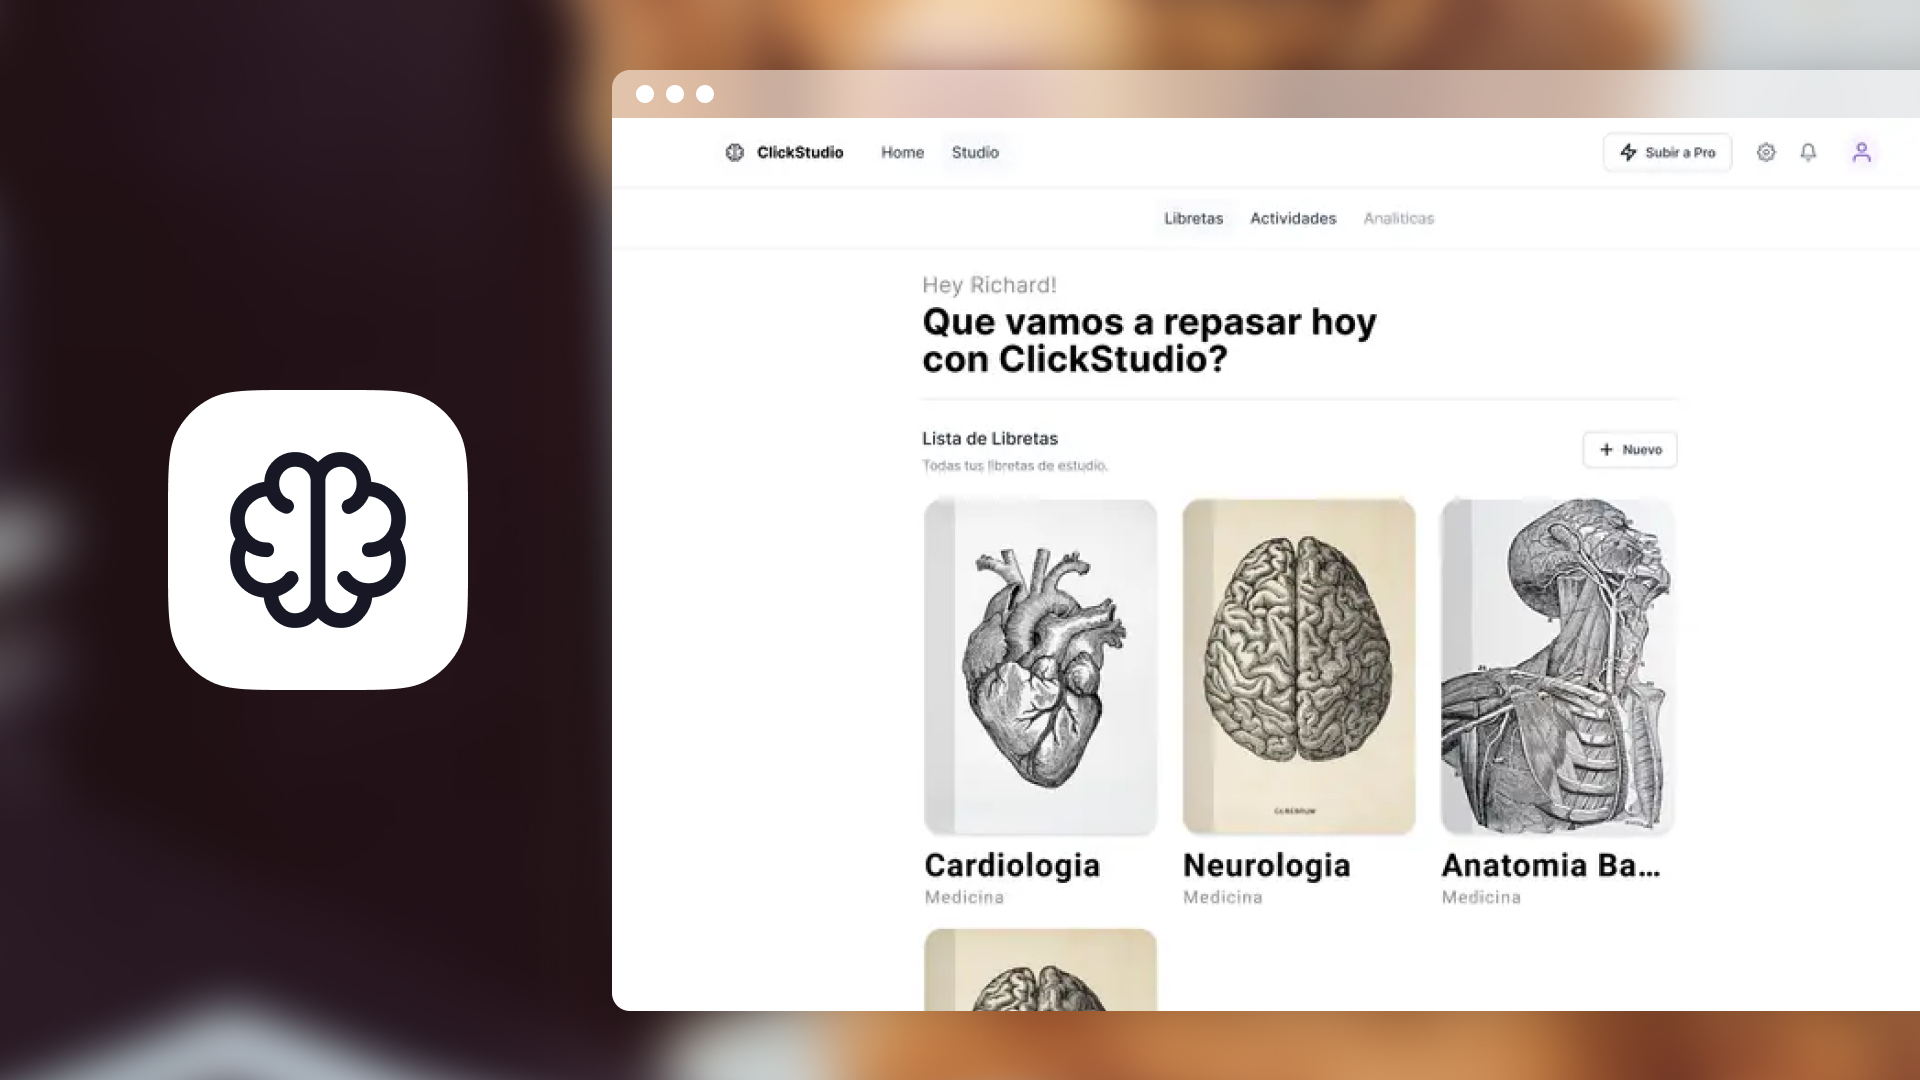 ClickStudio
Home
Studio
Subir a Pro
Libretas
Actividades
Analiticas
Hey Richard!
Que vamos a repasar hoy
con ClickStudio?
Lista de Libretas
Todas tus libretas de estudio.
Nuevo
Cardiologia
Medicina
Neurologia
Medicina
Anatomia Ba...
Medicina